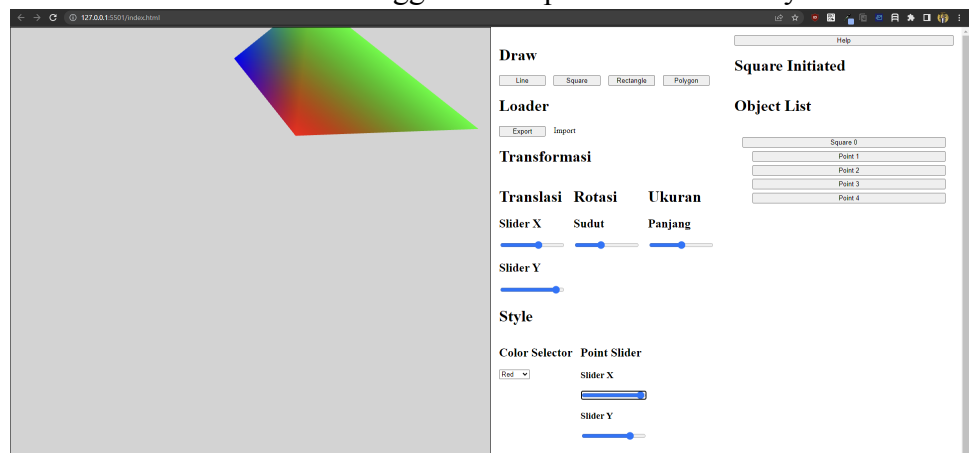 127.0.0.1:5501/index.html
Help
Draw
Square Initiated
Line Square Rectangle Polygon
Loader
Object List
Export Import
Square 0
Transformasi
Point 1
Point 2
Point 3
Point 4
Translasi Rotasi Ukuran
Slider X Sudut Panjang
Slider Y
Style
Color Selector Point Slider
Red
Slider X
Slider Y